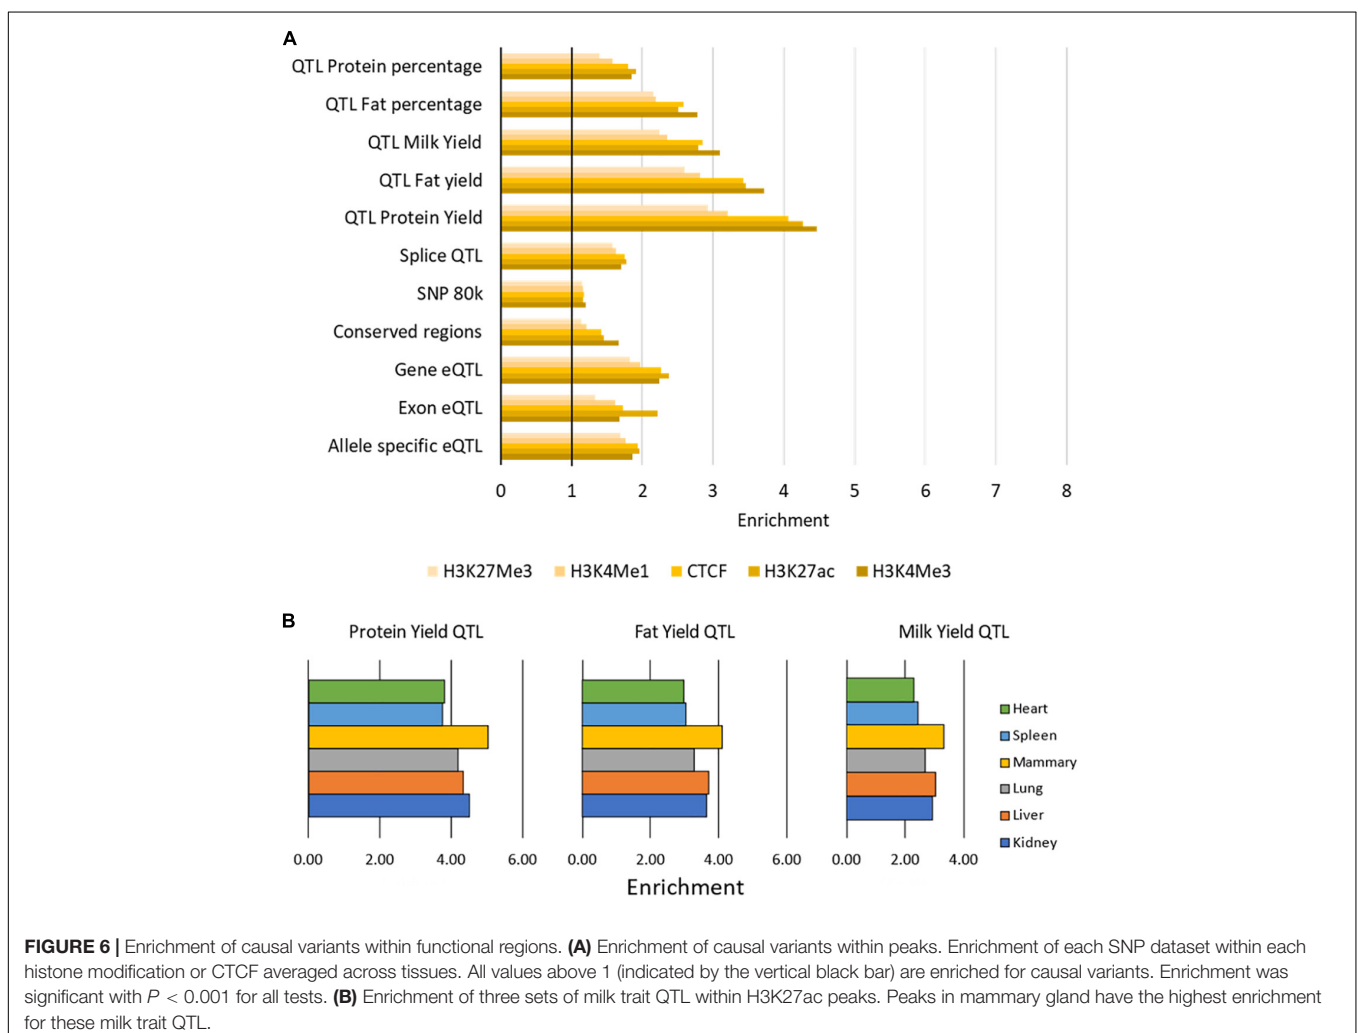 A
QTL Protein percentage
QTL Fat percentage
QTL Milk Yield
QTL Fat yield
QTL Protein Yield
Splice QTL
SNP 80k
Conserved regions
Gene eQTL
Exon eQTL
Allele specific eQTL
0 1 2 3 4 5 6 7 8
Enrichment
H3K27Me3 H3K4Me1 CTCF H3K27ac H3K4Me3
B
Protein Yield QTL Fat Yield QTL Milk Yield QTL
Heart
Spleen
Mammary
Lung
Liver
Kidney
0.00 2.00 4.00 6.00 0.00 2.00 4.00 6.00 0.00 2.00 4.00
Enrichment
FIGURE 6 | Enrichment of causal variants within functional regions. (A) Enrichment of causal variants within peaks. Enrichment of each SNP dataset within each
histone modification or CTCF averaged across tissues. All values above 1 (indicated by the vertical black bar) are enriched for causal variants. Enrichment was
significant with P < 0.001 for all tests. (B) Enrichment of three sets of milk trait QTL within H3K27ac peaks. Peaks in mammary gland have the highest enrichment
for these milk trait QTL.